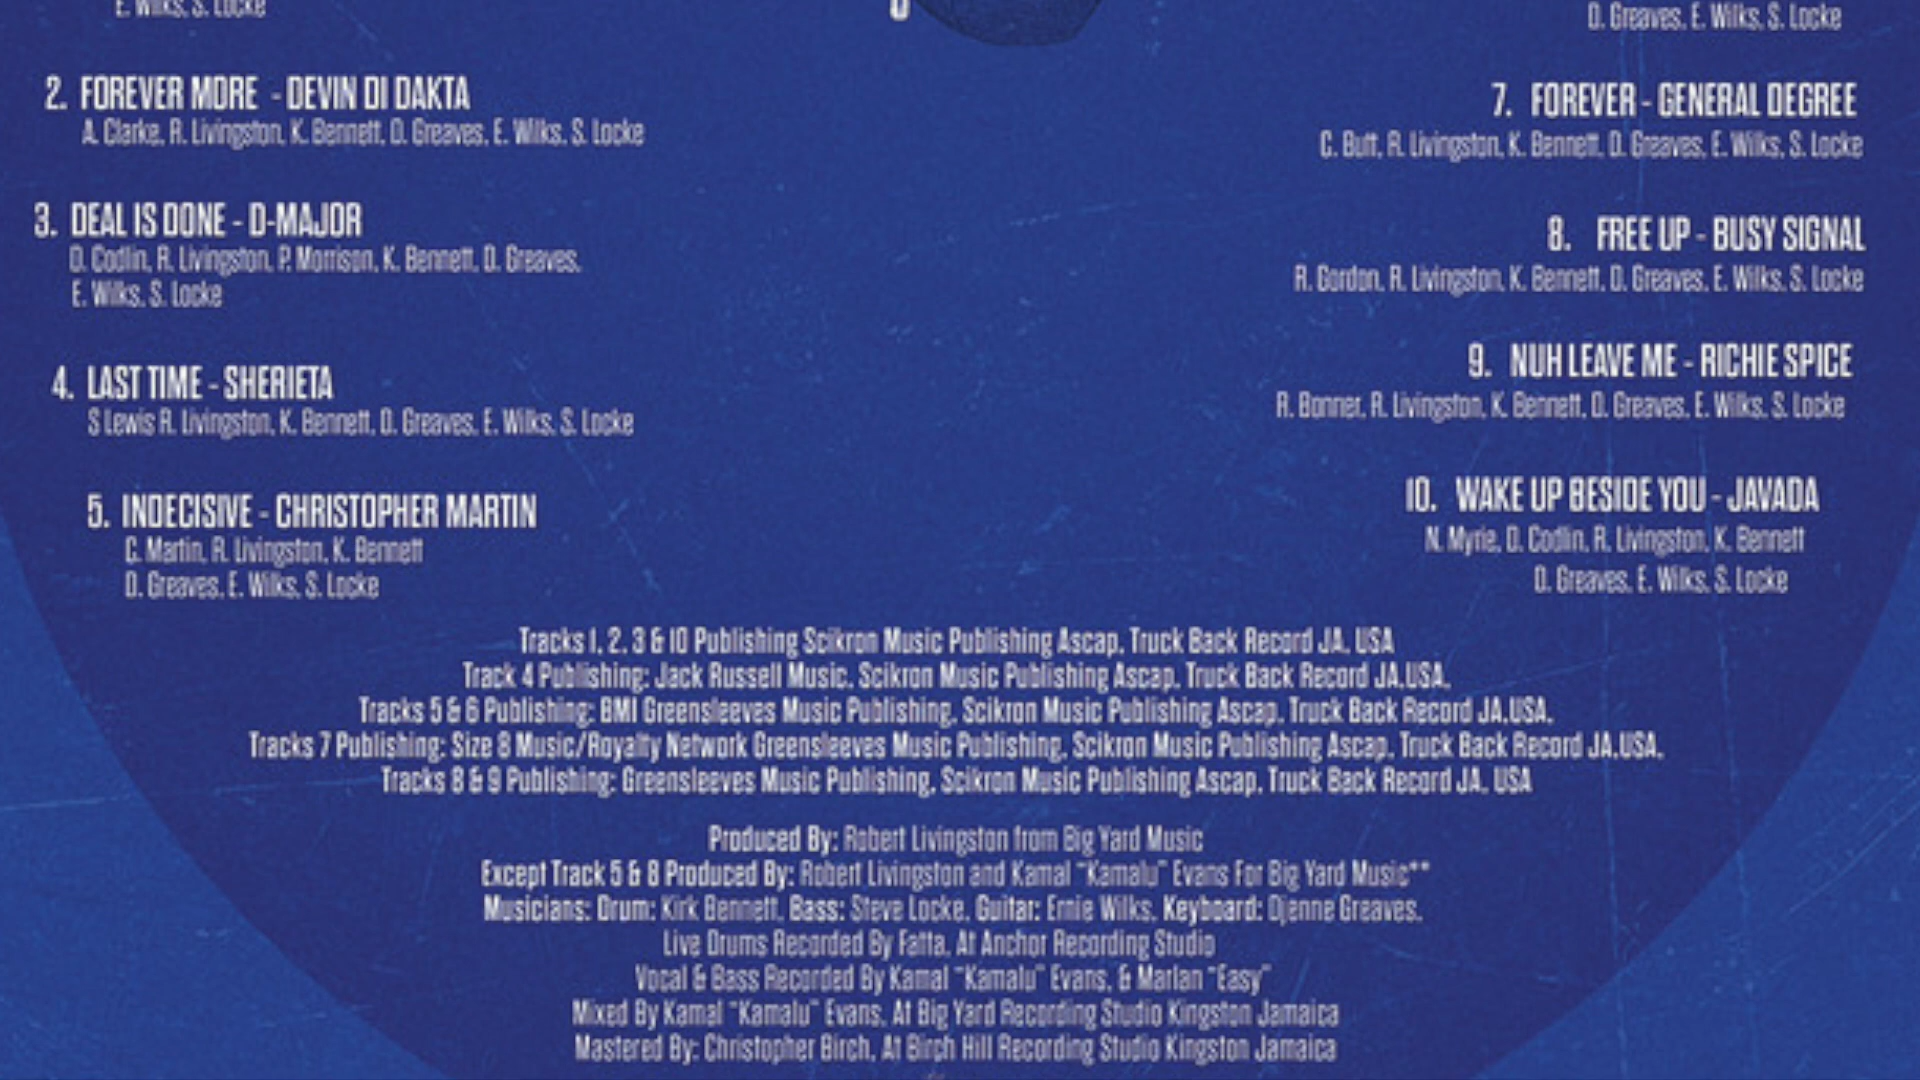 E. Wilks, S. Locke
2. FOREVER MORE - DEVIN DI DAKTA
A. Clarke, R. Livingston, K. Bennett, D. Greaves, E. Wilks, S. Locke
3. DEAL IS DONE - D-MAJOR
D. Codlin, R. Livingston, P. Morrison, K. Bennett, D. Greaves,
E. Wilks, S. Locke
4. LAST TIME - SHERIETA
S Lewis R. Livingston, K. Bennett, D. Greaves, E. Wilks, S. Locke
5. INDECISIVE - CHRISTOPHER MARTIN
C. Martin, R. Livingston, K. Bennett
D. Greaves, E. Wilks, S. Locke
D. Greaves, E. Wilks, S. Locke
7. FOREVER - GENERAL DEGREE
C. Butt, R. Livingston, K. Bennett, D. Greaves, E. Wilks, S. Locke
8. FREE UP - BUSY SIGNAL
R. Gordon, R. Livingston, K. Bennett, D. Greaves, E. Wilks, S. Locke
9. NUH LEAVE ME - RICHIE SPICE
R. Bonner, R. Livingston, K. Bennett, D. Greaves, E. Wilks, S. Locke
10. WAKE UP BESIDE YOU - JAVADA
N. Myrie, D. Codlin, R. Livingston, K. Bennett
D. Greaves, E. Wilks, S. Locke
Tracks 1, 2, 3 & 10 Publishing Scikron Music Publishing Ascap, Truck Back Record JA, USA
Track 4 Publishing: Jack Russell Music, Scikron Music Publishing Ascap, Truck Back Record JA,USA,
Tracks 5 & 6 Publishing: BMI Greensleeves Music Publishing, Scikron Music Publishing Ascap, Truck Back Record JA,USA,
Tracks 7 Publishing: Size 8 Music/Royalty Network Greensleeves Music Publishing, Scikron Music Publishing Ascap, Truck Back Record JA,USA,
Tracks 8 & 9 Publishing: Greensleeves Music Publishing, Scikron Music Publishing Ascap, Truck Back Record JA, USA
Produced By: Robert Livingston from Big Yard Music
Except Track 5 & 8 Produced By: Robert Livingston and Kamal "Kamalu" Evans For Big Yard Music**
Musicians: Drum: Kirk Bennett, Bass: Steve Locke, Guitar: Ernie Wilks, Keyboard: Djenne Greaves,
Live Drums Recorded By Fatta, At Anchor Recording Studio
Vocal & Bass Recorded By Kamal "Kamalu" Evans, & Marlan "Easy"
Mixed By Kamal "Kamalu" Evans, At Big Yard Recording Studio Kingston Jamaica
Mastered By: Christopher Birch, At Birch Hill Recording Studio Kingston Jamaica